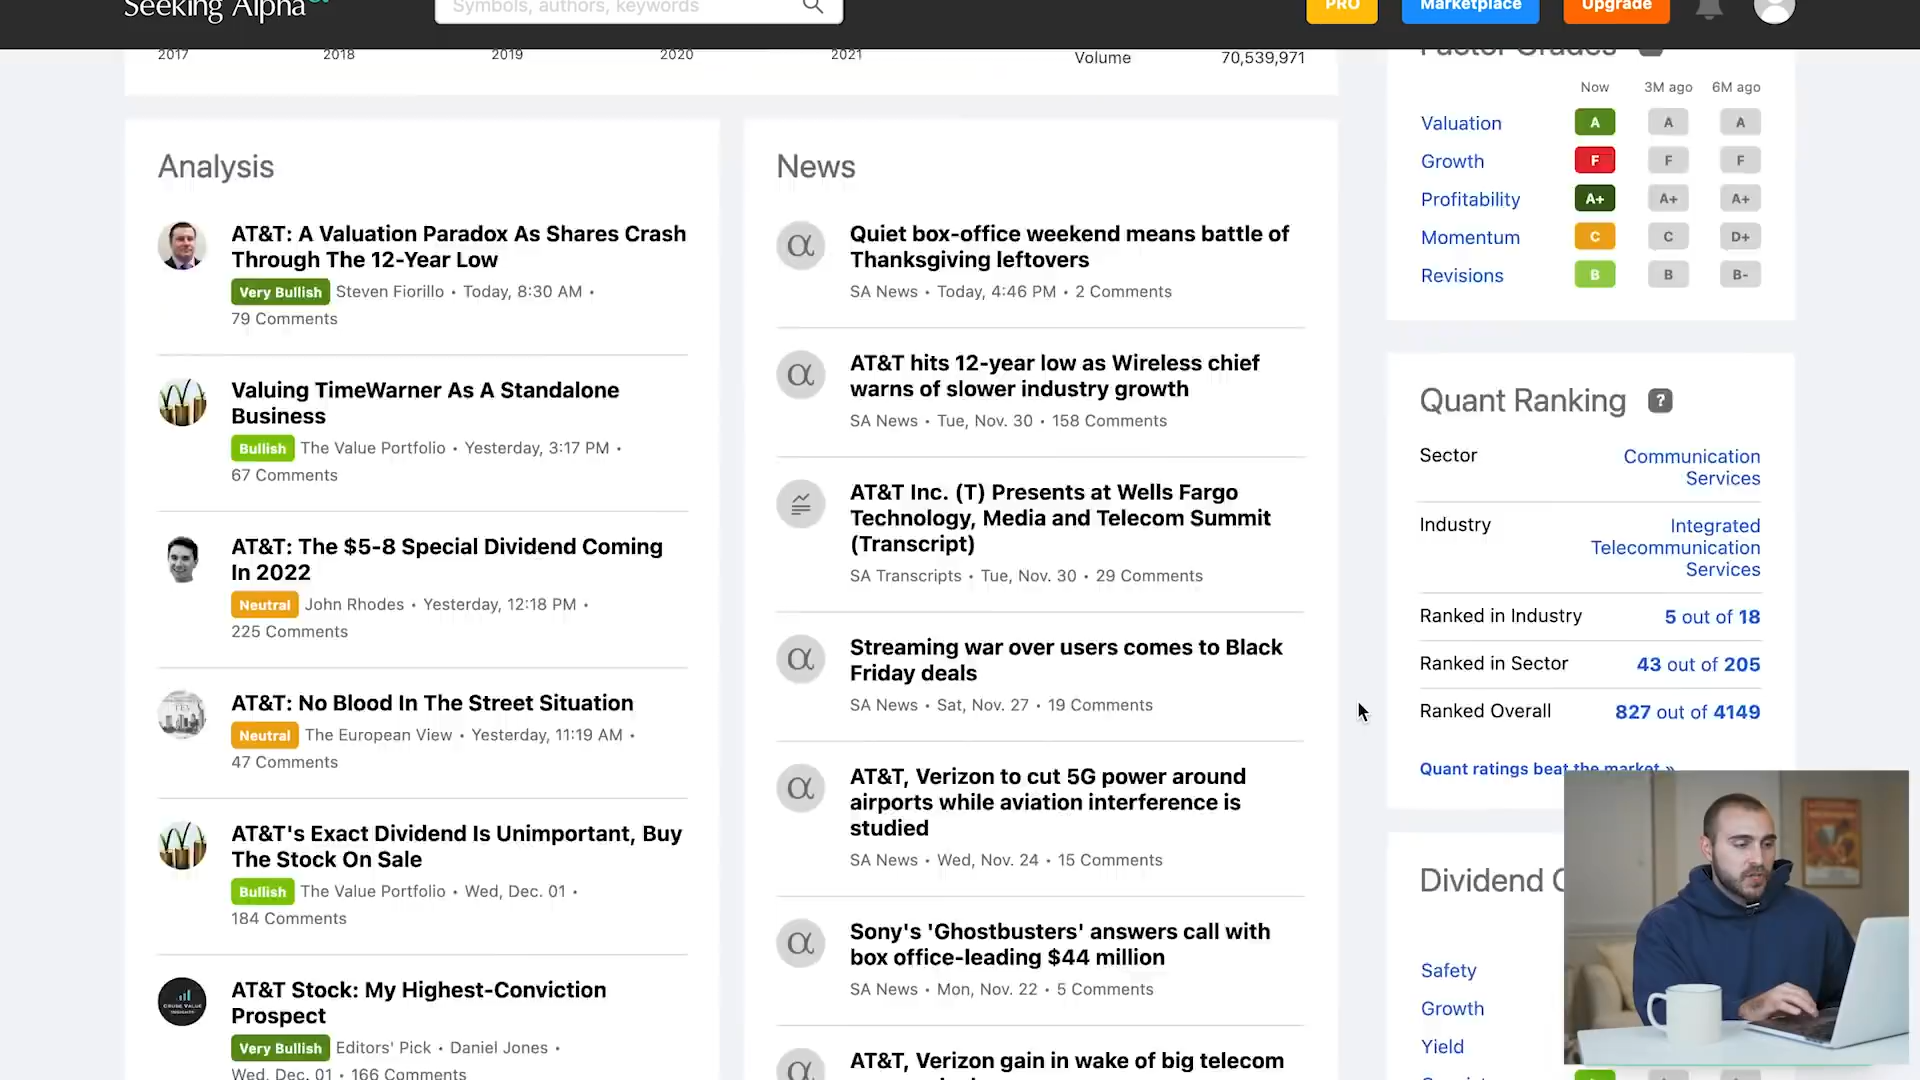 Seeking Alpha
Symbols, authors, keywords
PRO
Marketplace
Upgrade
2017 2018 2019 2020 2021
Volume 70,539,971
Analysis
AT&T: A Valuation Paradox As Shares Crash
Through The 12-Year Low
Very Bullish Steven Fiorillo • Today, 8:30 AM •
79 Comments
Valuing TimeWarner As A Standalone
Business
Bullish The Value Portfolio • Yesterday, 3:17 PM •
67 Comments
AT&T: The $5-8 Special Dividend Coming
In 2022
Neutral John Rhodes • Yesterday, 12:18 PM •
225 Comments
AT&T: No Blood In The Street Situation
Neutral The European View • Yesterday, 11:19 AM •
47 Comments
AT&T's Exact Dividend Is Unimportant, Buy
The Stock On Sale
Bullish The Value Portfolio • Wed, Dec. 01 •
184 Comments
AT&T Stock: My Highest-Conviction
Prospect
Very Bullish Editors' Pick • Daniel Jones •
Wed, Dec. 01 • 166 Comments
News
Quiet box-office weekend means battle of
Thanksgiving leftovers
SA News • Today, 4:46 PM • 2 Comments
AT&T hits 12-year low as Wireless chief
warns of slower industry growth
SA News • Tue, Nov. 30 • 158 Comments
AT&T Inc. (T) Presents at Wells Fargo
Technology, Media and Telecom Summit
(Transcript)
SA Transcripts • Tue, Nov. 30 • 29 Comments
Streaming war over users comes to Black
Friday deals
SA News • Sat, Nov. 27 • 19 Comments
AT&T, Verizon to cut 5G power around
airports while aviation interference is
studied
SA News • Wed, Nov. 24 • 15 Comments
Sony's 'Ghostbusters' answers call with
box office-leading $44 million
SA News • Mon, Nov. 22 • 5 Comments
AT&T, Verizon gain in wake of big telecom
Factor Grades
Now 3M ago 6M ago
Valuation A A A
Growth F F F
Profitability A+ A+ A+
Momentum C C D+
Revisions B B B-
Quant Ranking ?
Sector Communication
Services
Industry Integrated
Telecommunication
Services
Ranked in Industry 5 out of 18
Ranked in Sector 43 out of 205
Ranked Overall 827 out of 4149
Quant ratings beat the market »
Dividend
Safety
Growth
Yield